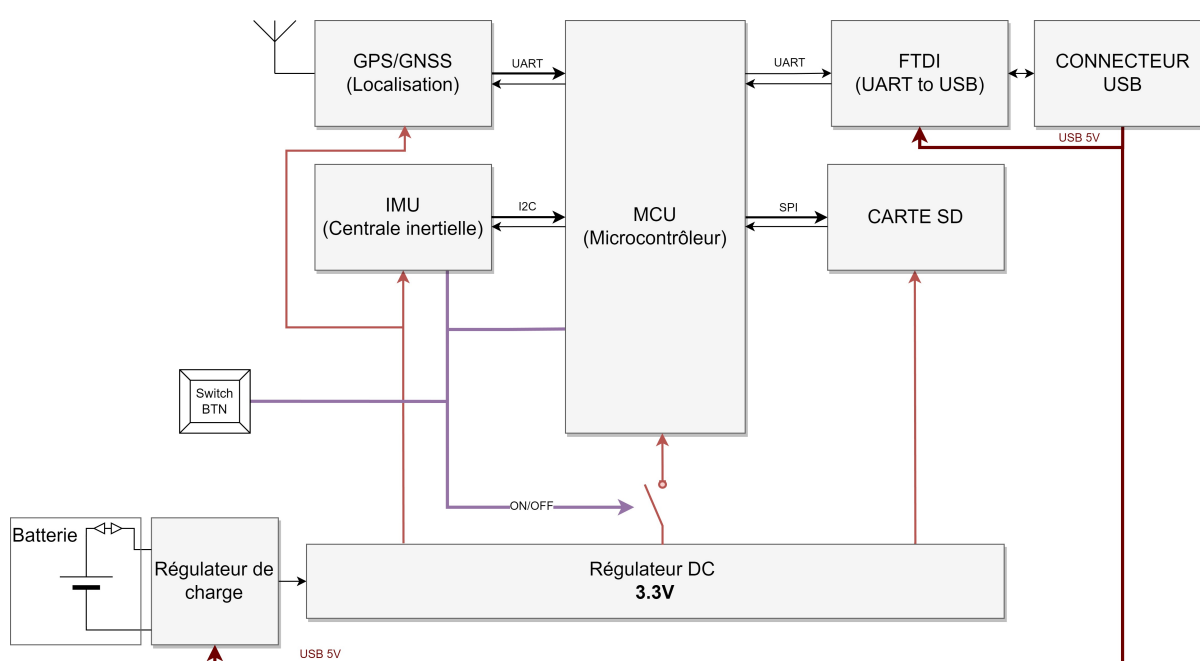 GPS/GNSS
(Localisation)
UART
MCU
(Microcontrôleur)
UART
FTDI
(UART to USB)
CONNECTEUR
USB
USB 5V
IMU
(Centrale inertielle)
I2C
SPI
CARTE SD
Switch
BTN
ON/OFF
Batterie
Régulateur de
charge
Régulateur DC
3.3V
USB 5V